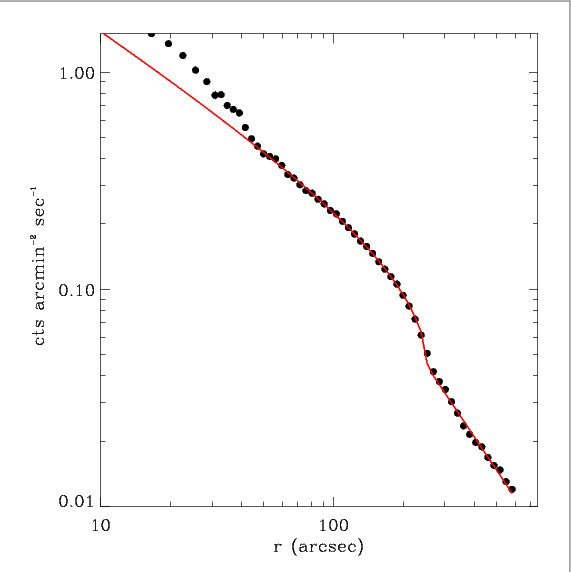 1.00
0.10
0.01
cts arcmin⁻² sec⁻¹
10 100
r (arcsec)